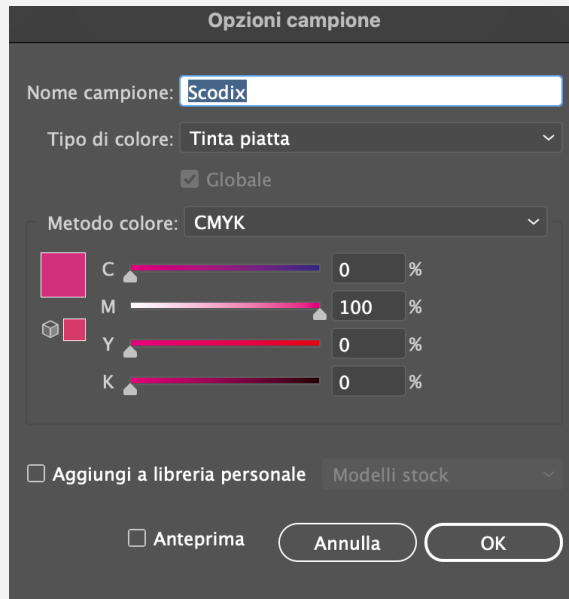 Opzioni campione
Nome campione: Scodix
Tipo di colore: Tinta piatta
Globale
Metodo colore: CMYK
C 0 %
M 100 %
Y 0 %
K 0 %
Aggiungi a libreria personale Modelli stock
Anteprima Annulla OK